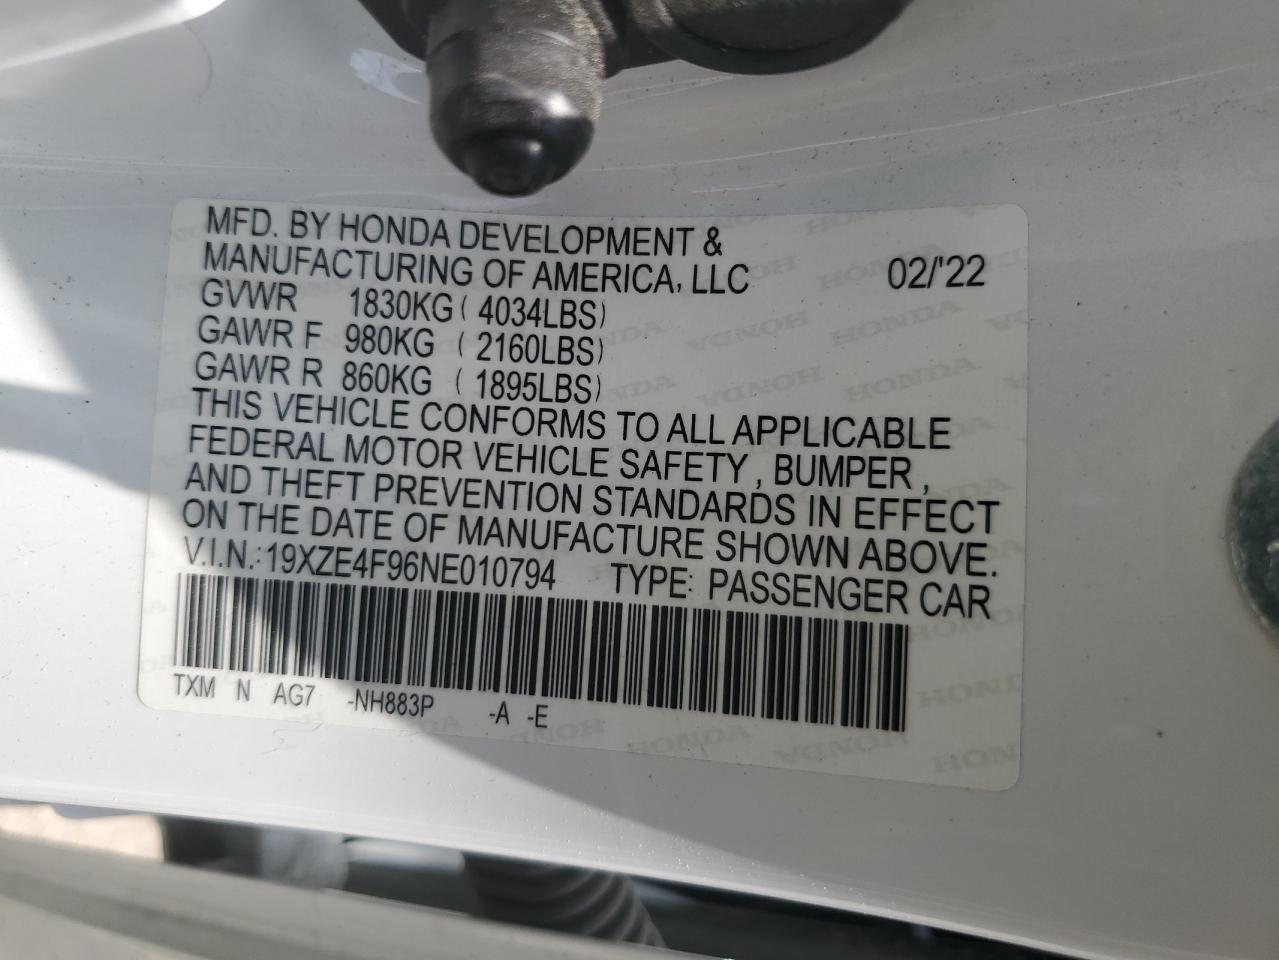 MFD. BY HONDA DEVELOPMENT &
MANUFACTURING OF AMERICA, LLC 02/'22
GVWR 1830KG ( 4034LBS)
GAWR F 980KG ( 2160LBS)
GAWR R 860KG ( 1895LBS)
THIS VEHICLE CONFORMS TO ALL APPLICABLE
FEDERAL MOTOR VEHICLE SAFETY , BUMPER ,
AND THEFT PREVENTION STANDARDS IN EFFECT
ON THE DATE OF MANUFACTURE SHOWN ABOVE.
V.I.N.: 19XZE4F96NE010794 TYPE: PASSENGER CAR
TXM N AG7 -NH883P -A -E